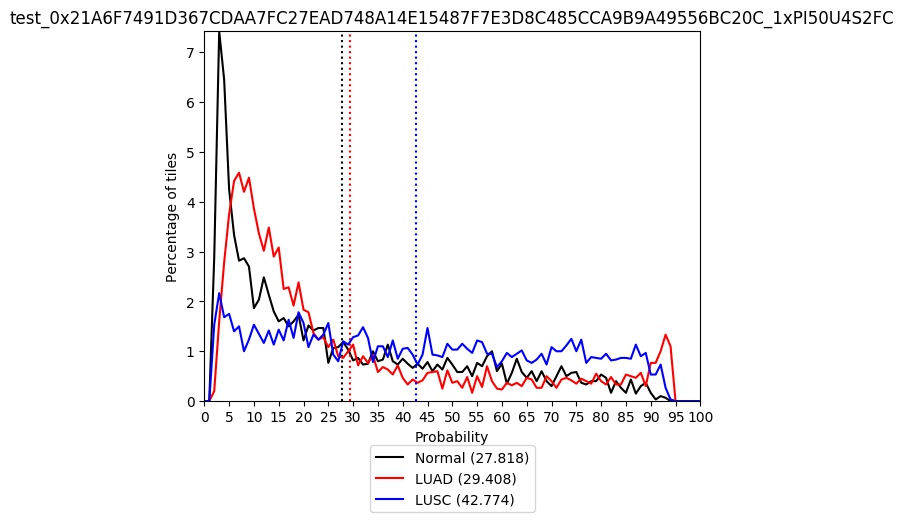 test_0x21A6F7491D367CDAA7FC27EAD748A14E15487F7E3D8C485CCA9B9A49556BC20C_1xPI50U4S2FC
7
6
5
4
3
2
1
0
Percentage of tiles
0 5 10 15 20 25 30 35 40 45 50 55 60 65 70 75 80 85 90 95 100
Probability
Normal (27.818)
LUAD (29.408)
LUSC (42.774)